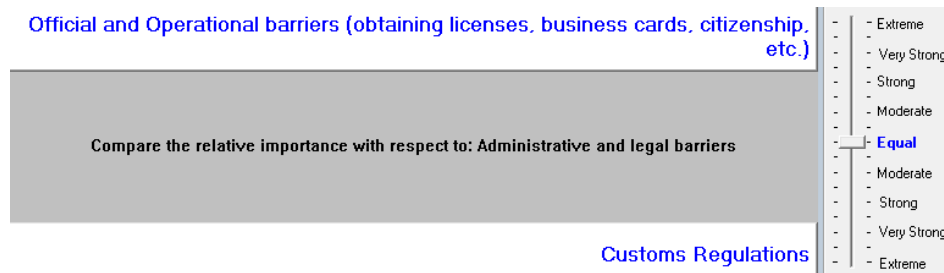 Official and Operational barriers (obtaining licenses, business cards, citizenship,
etc.)
Compare the relative importance with respect to: Administrative and legal barriers
Customs Regulations
Extreme
Very Strong
Strong
Moderate
Equal
Moderate
Strong
Very Strong
Extreme